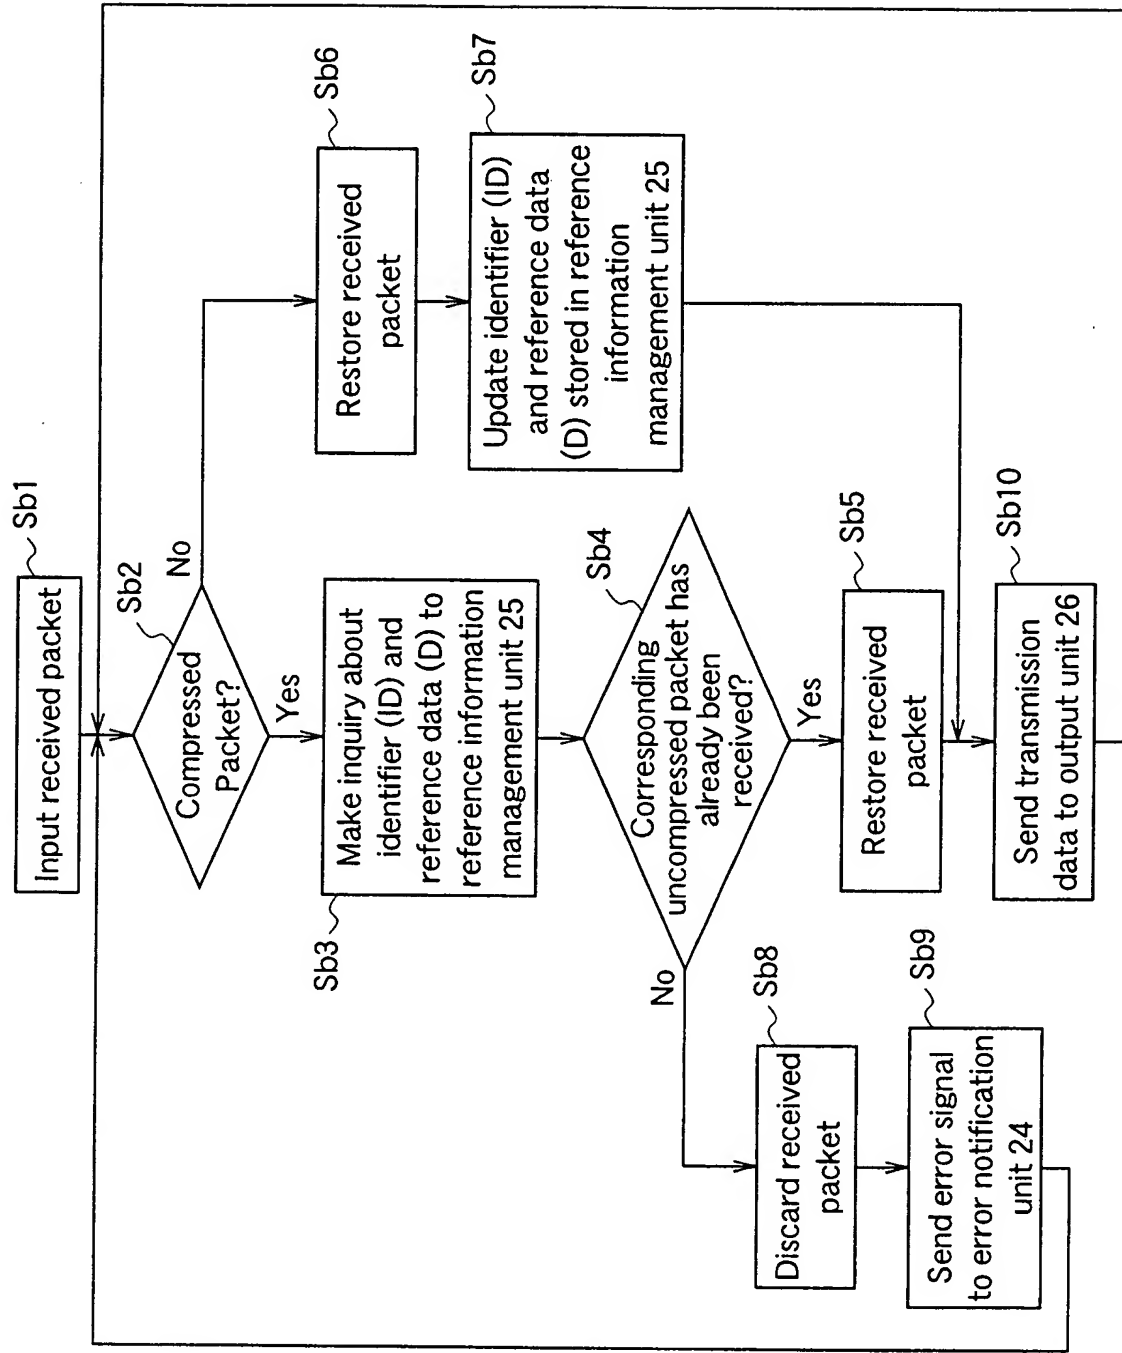 Input received packet
Sb1
Compressed
Packet?
Sb2
No
Yes
Make inquiry about
identifier (ID) and
reference data (D) to
reference information
management unit 25
Sb3
Corresponding
uncompressed packet has
already been
received?
Sb4
No
Yes
Restore received
packet
Sb5
Restore received
packet
Sb6
Update identifier (ID)
and reference data
(D) stored in reference
information
management unit 25
Sb7
Discard received
packet
Sb8
Send error signal
to error notification
unit 24
Sb9
Send transmission
data to output unit 26
Sb10